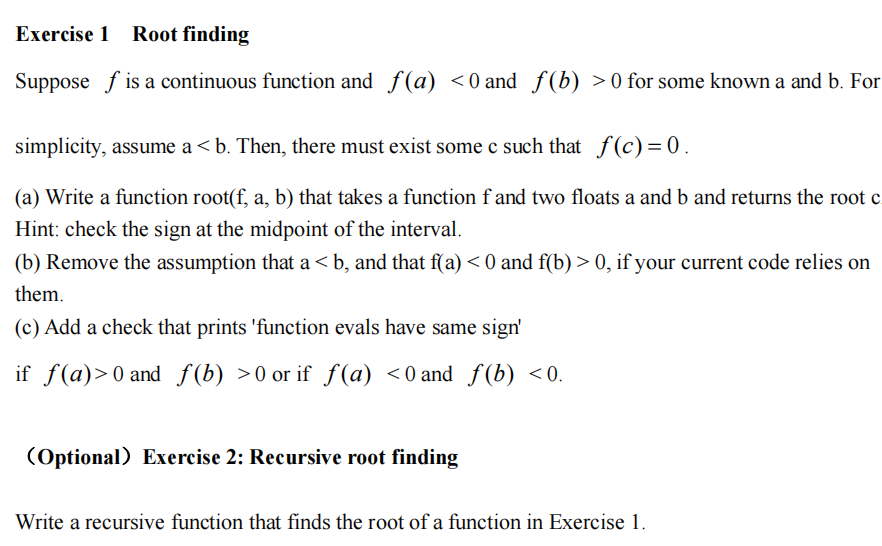 Exercise 1 Root finding
Suppose f is a continuous function and f(a) <0 and f(b) >0 for some known a and b. For
simplicity, assume a < b. Then, there must exist some c such that f(c)=0.
(a) Write a function root(f, a, b) that takes a function f and two floats a and b and returns the root c
Hint: check the sign at the midpoint of the interval.
(b) Remove the assumption that a < b, and that f(a) < 0 and f(b) > 0, if your current code relies on
them.
(c) Add a check that prints 'function evals have same sign'
if f(a)>0 and f(b) >0 or if f(a) <0 and f(b) <0.
（Optional）Exercise 2: Recursive root finding
Write a recursive function that finds the root of a function in Exercise 1.